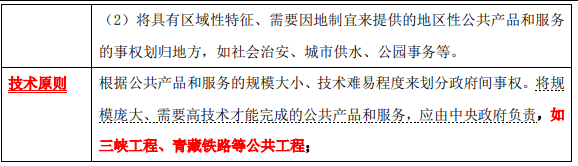 （2）将具有区域性特征、需要因地制宜来提供的地区性公共产品和服务
的事权划归地方，如社会治安、城市供水、公园事务等。
技术原则
根据公共产品和服务的规模大小、技术难易程度来划分政府间事权。将规
模庞大、需要高技术才能完成的公共产品和服务，应由中央政府负责，如
三峡工程、青藏铁路等公共工程；